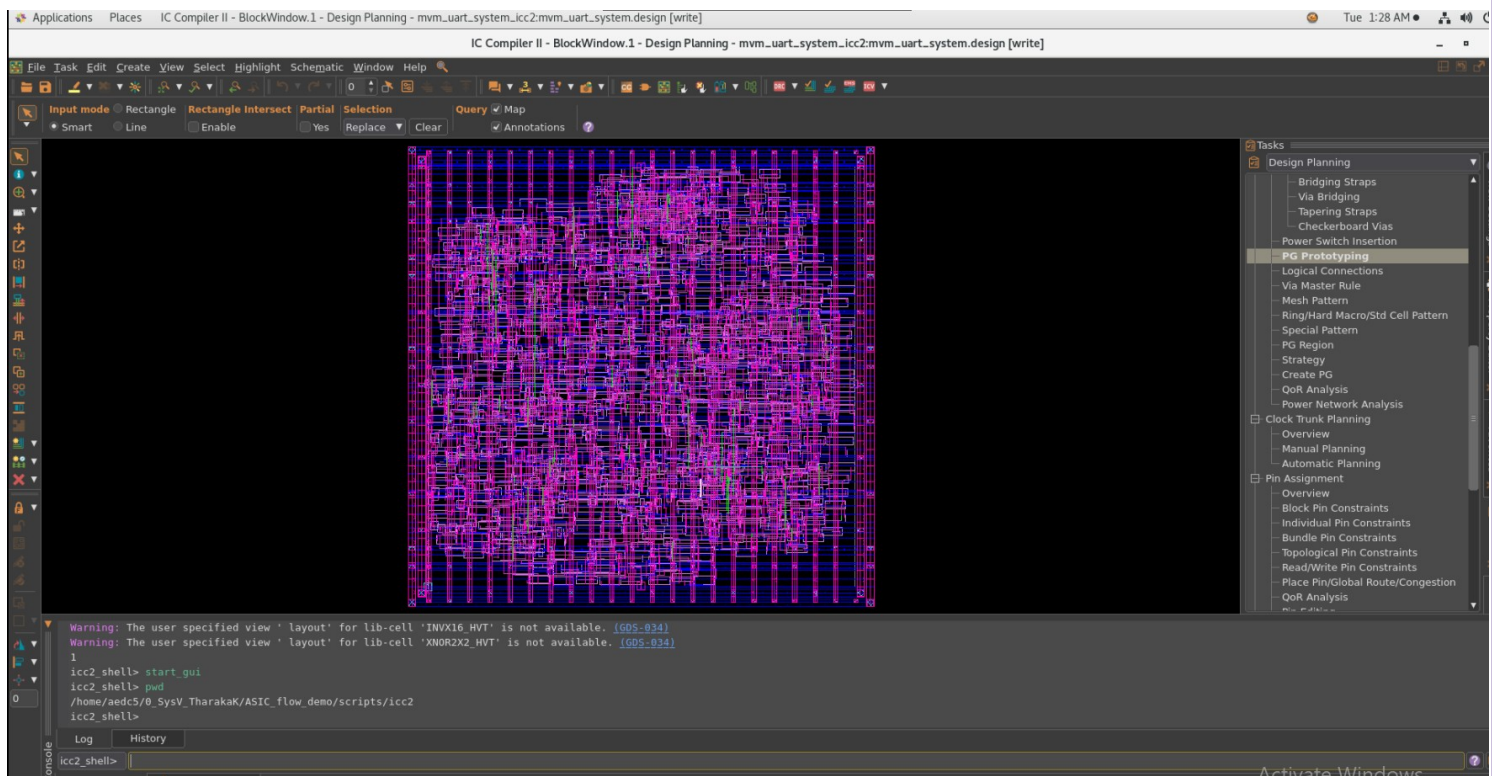 Applications Places IC Compiler II - BlockWindow.1 - Design Planning - mvm_uart_system_icc2:mvm_uart_system.design [write] Tue 1:28 AM
IC Compiler II - BlockWindow.1 - Design Planning - mvm_uart_system_icc2:mvm_uart_system.design [write]
File Task Edit Create View Select Highlight Schematic Window Help
0
Input mode Rectangle Rectangle Intersect Partial Selection Query Map
Smart Line Enable Yes Replace Clear Annotations
Tasks
Design Planning
Bridging Straps
Via Bridging
Tapering Straps
Checkerboard Vias
Power Switch Insertion
PG Prototyping
Logical Connections
Via Master Rule
Mesh Pattern
Ring/Hard Macro/Std Cell Pattern
Special Pattern
PG Region
Strategy
Create PG
QoR Analysis
Power Network Analysis
Clock Trunk Planning
Overview
Manual Planning
Automatic Planning
Pin Assignment
Overview
Block Pin Constraints
Individual Pin Constraints
Bundle Pin Constraints
Topological Pin Constraints
Read/Write Pin Constraints
Place Pin/Global Route/Congestion
QoR Analysis
Pin Editing
Warning: The user specified view ' layout' for lib-cell 'INVX16_HVT' is not available. (GDS-034)
Warning: The user specified view ' layout' for lib-cell 'XNOR2X2_HVT' is not available. (GDS-034)
1
icc2_shell> start_gui
icc2_shell> pwd
/home/aedc5/0_SysV_TharakaK/ASIC_flow_demo/scripts/icc2
icc2_shell>
0
Log History
icc2_shell>
Activate Windows